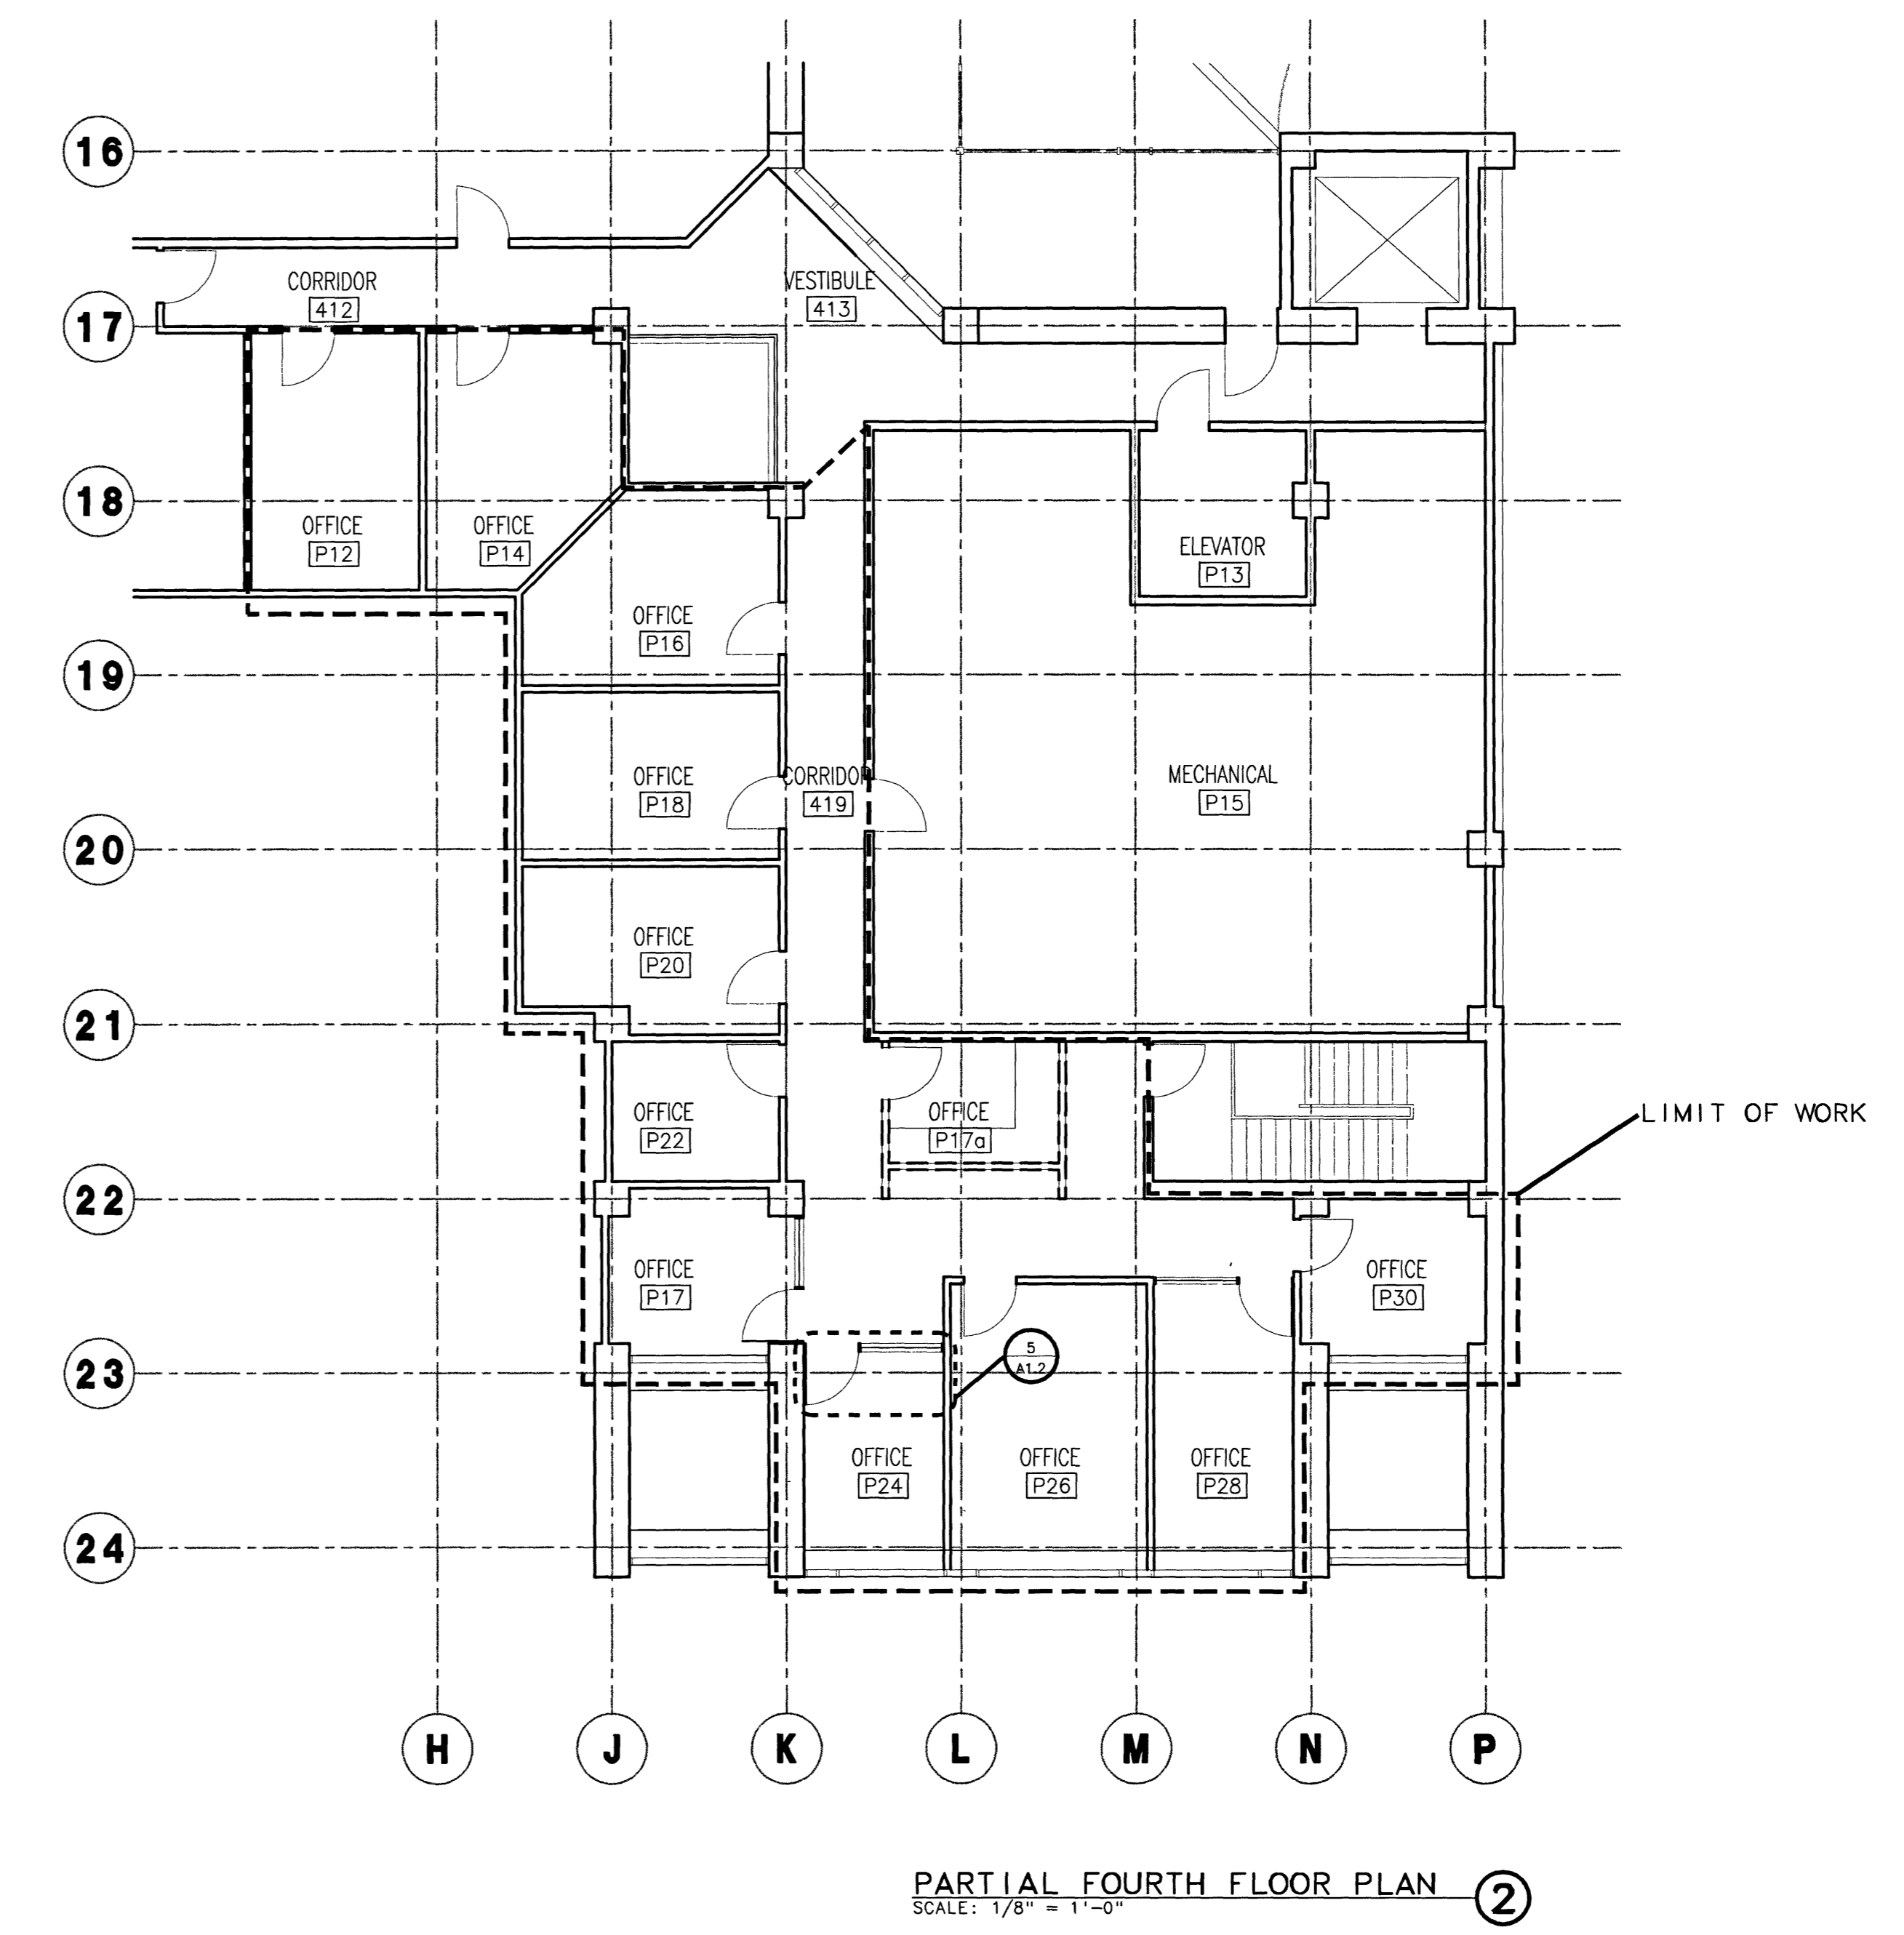 16
CORRIDOR
412
VESTIBULE
413
17
18
OFFICE
P12
OFFICE
P14
ELEVATOR
P13
OFFICE
P16
19
OFFICE
P18
CORRIDOR
419
MECHANICAL
P15
20
OFFICE
P20
21
OFFICE
P22
OFFICE
P17a
LIMIT OF WORK
22
OFFICE
P17
OFFICE
P30
5
A1.2
23
OFFICE
P24
OFFICE
P26
OFFICE
P28
24
H J K L M N P
PARTIAL FOURTH FLOOR PLAN 2
SCALE: 1/8" = 1'-0"